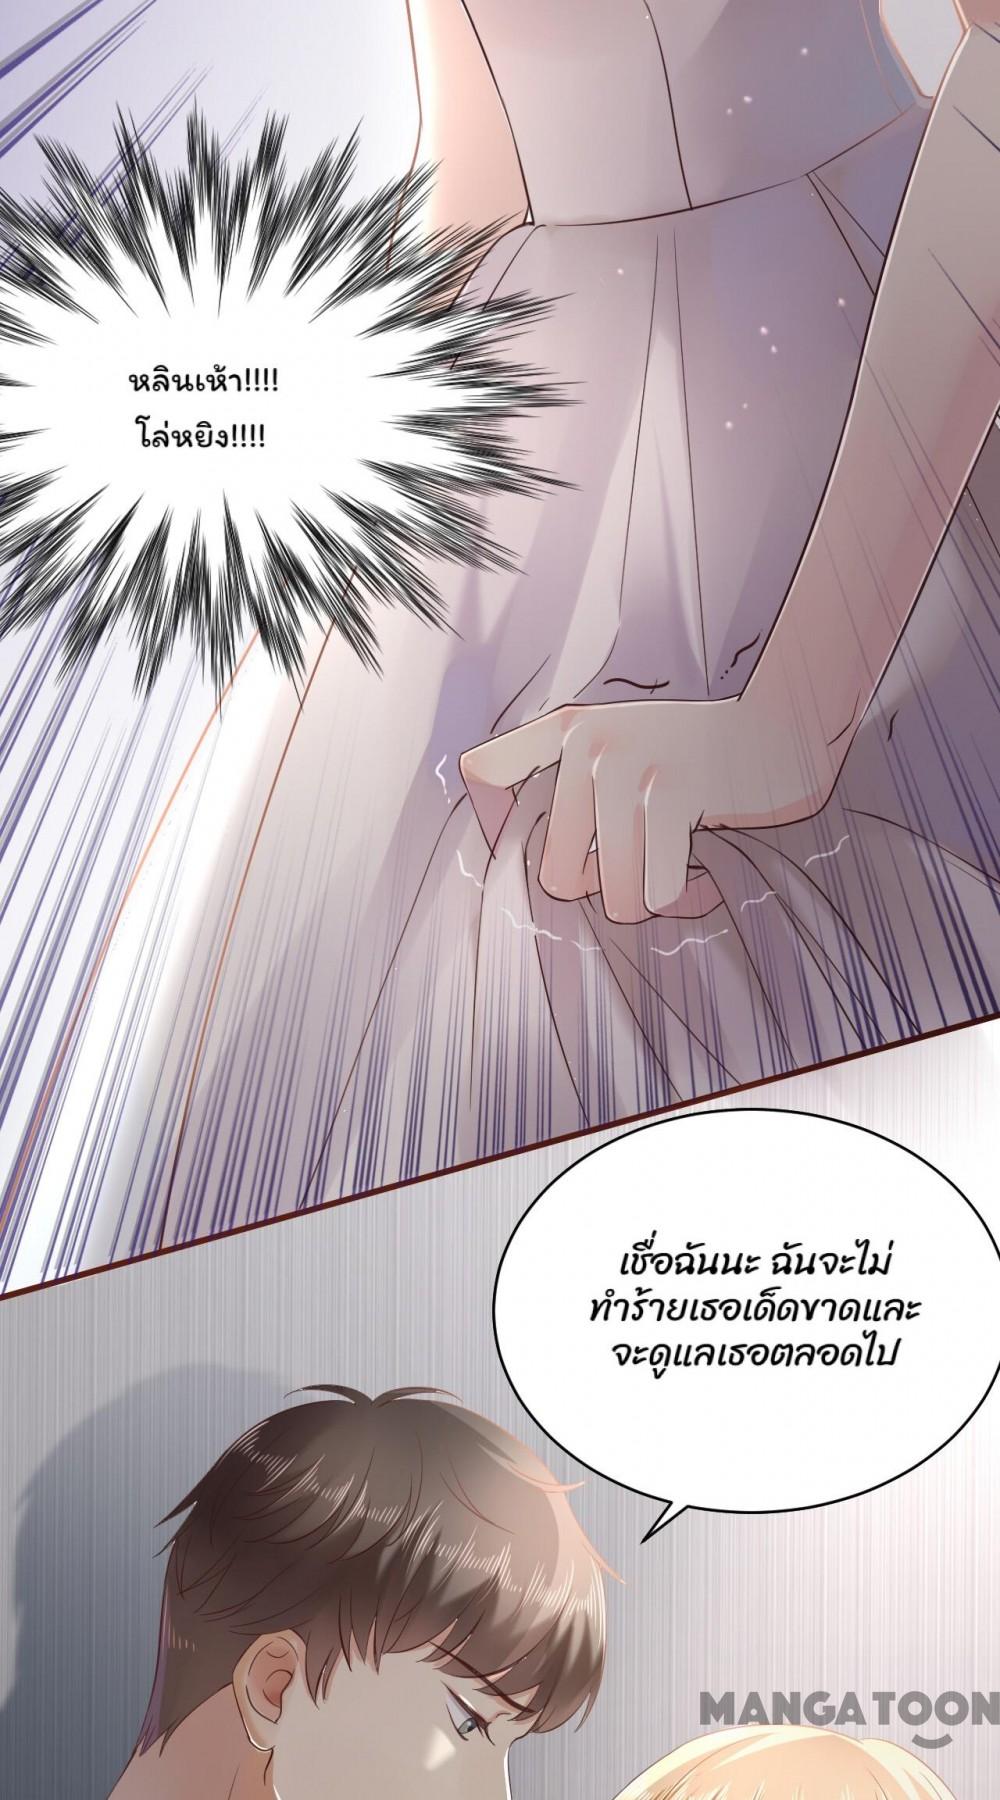 หลินเห้า!!!!
โล่หยิง!!!!
เชื่อฉันนะ ฉันจะไม่
ทำร้ายเธอเด็ดขาดและ
จะดูแลเธอตลอดไป
MANGATOON